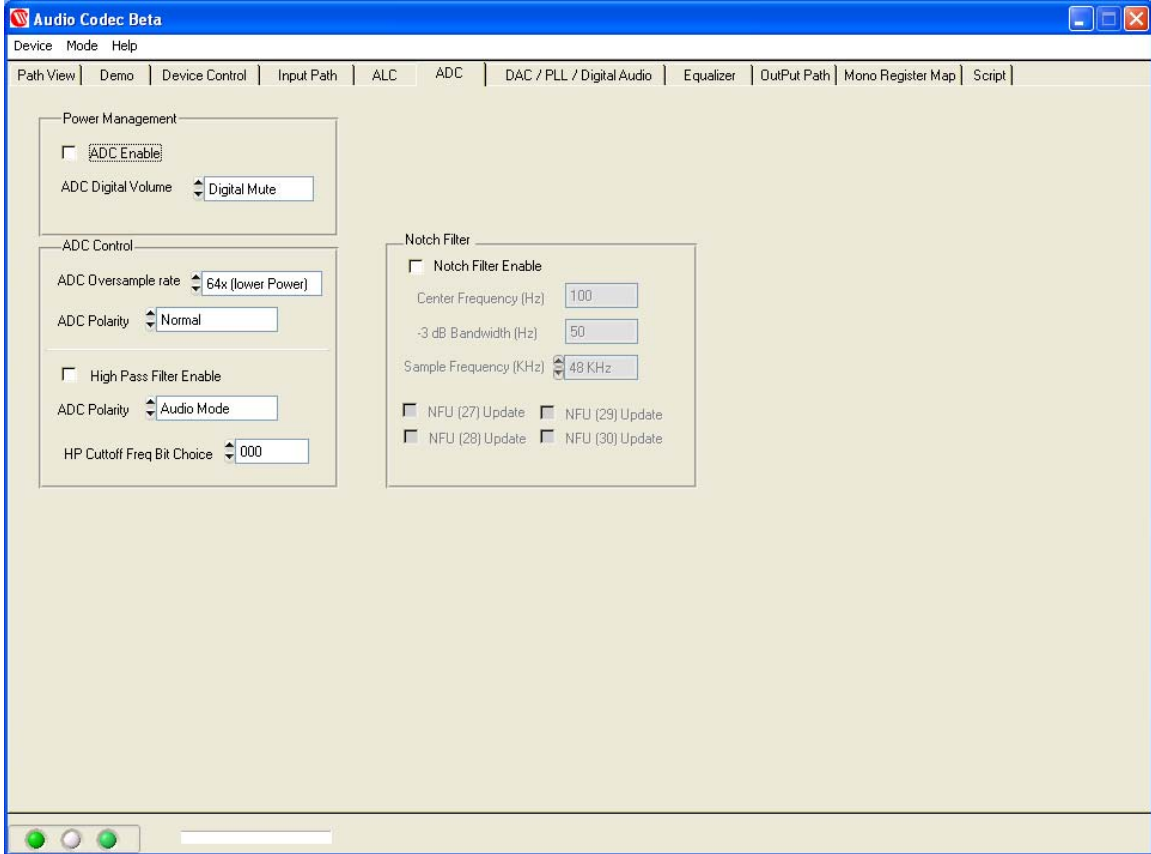 Audio Codec Beta
Device Mode Help
Path View Demo Device Control Input Path ALC ADC DAC / PLL / Digital Audio Equalizer OutPut Path Mono Register Map Script
Power Management
ADC Enable
ADC Digital Volume Digital Mute
ADC Control
ADC Oversample rate 64x (lower Power)
ADC Polarity Normal
High Pass Filter Enable
ADC Polarity Audio Mode
HP Cuttoff Freq Bit Choice 000
Notch Filter
Notch Filter Enable
Center Frequency (Hz) 100
-3 dB Bandwidth (Hz) 50
Sample Frequency (KHz) 48 KHz
NFU (27) Update NFU (29) Update
NFU (28) Update NFU (30) Update